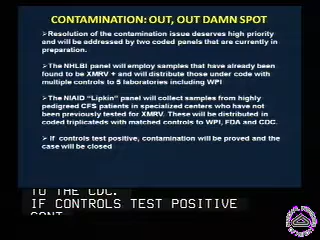 CONTAMINATION: OUT, OUT DAMN SPOT
➢Resolution of the contamination issue deserves high priority
and will be addressed by two coded panels that are currently in
preparation.
➢The NHLBI panel will employ samples that have already been
found to be XMRV + and will distribute those under code with
multiple controls to 5 laboratories including WPI
➢The NIAID “Lipkin” panel will collect samples from highly
pedigreed CFS patients in specialized centers who have not
been previously tested for XMRV. These will be distributed in
coded triplicateds with matched controls to WPI, FDA and CDC.
➢ If controls test positive, contamination will be proved and the
case will be closed
TO THE CDC.
IF CONTROLS TEST POSITIVE
CONT